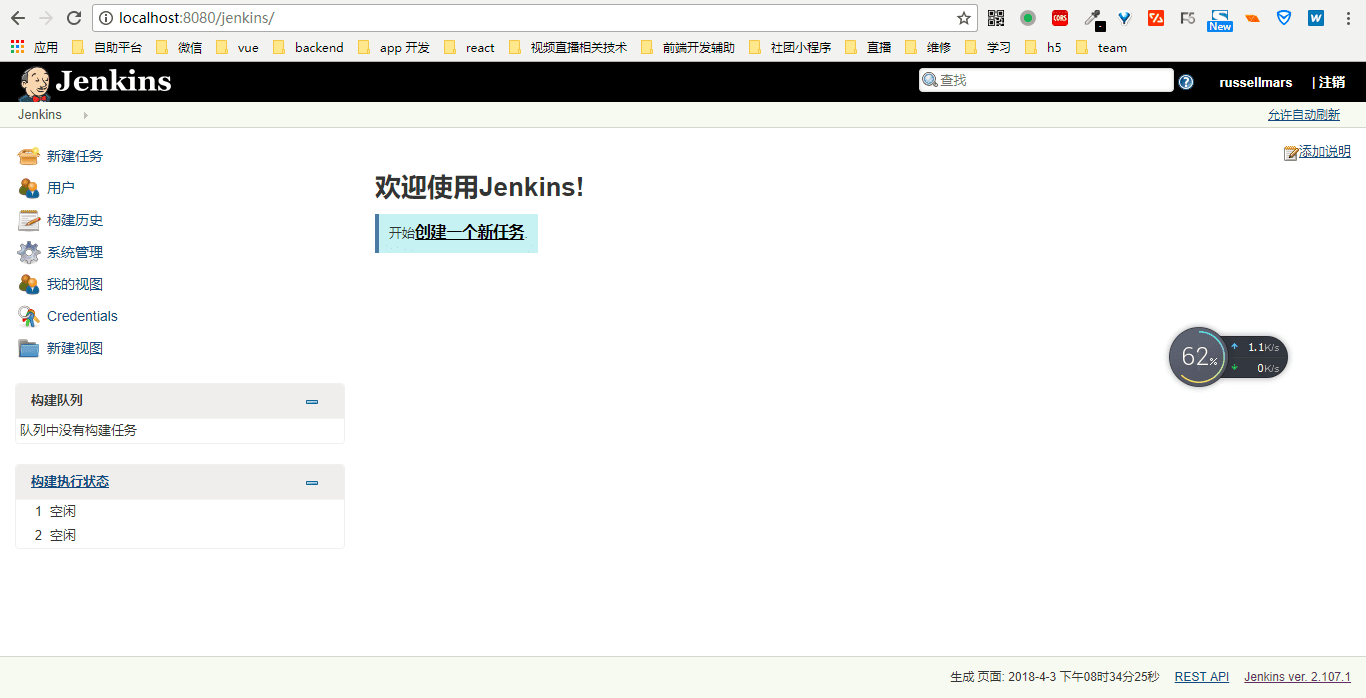 localhost:8080/jenkins/
CORS
F5
New
W
应用 自助平台 微信 vue backend app 开发 react 视频直播相关技术 前端开发辅助 社团小程序 直播 维修 学习 h5 team
Jenkins 查找 ? russellmars | 注销
Jenkins 允许自动刷新
添加说明
新建任务
用户
构建历史
系统管理
我的视图
Credentials
新建视图
欢迎使用Jenkins!
开始创建一个新任务.
构建队列
队列中没有构建任务
构建执行状态
1 空闲
2 空闲
62%
1.1K/s
0K/s
生成 页面: 2018-4-3 下午08时34分25秒 REST API Jenkins ver. 2.107.1